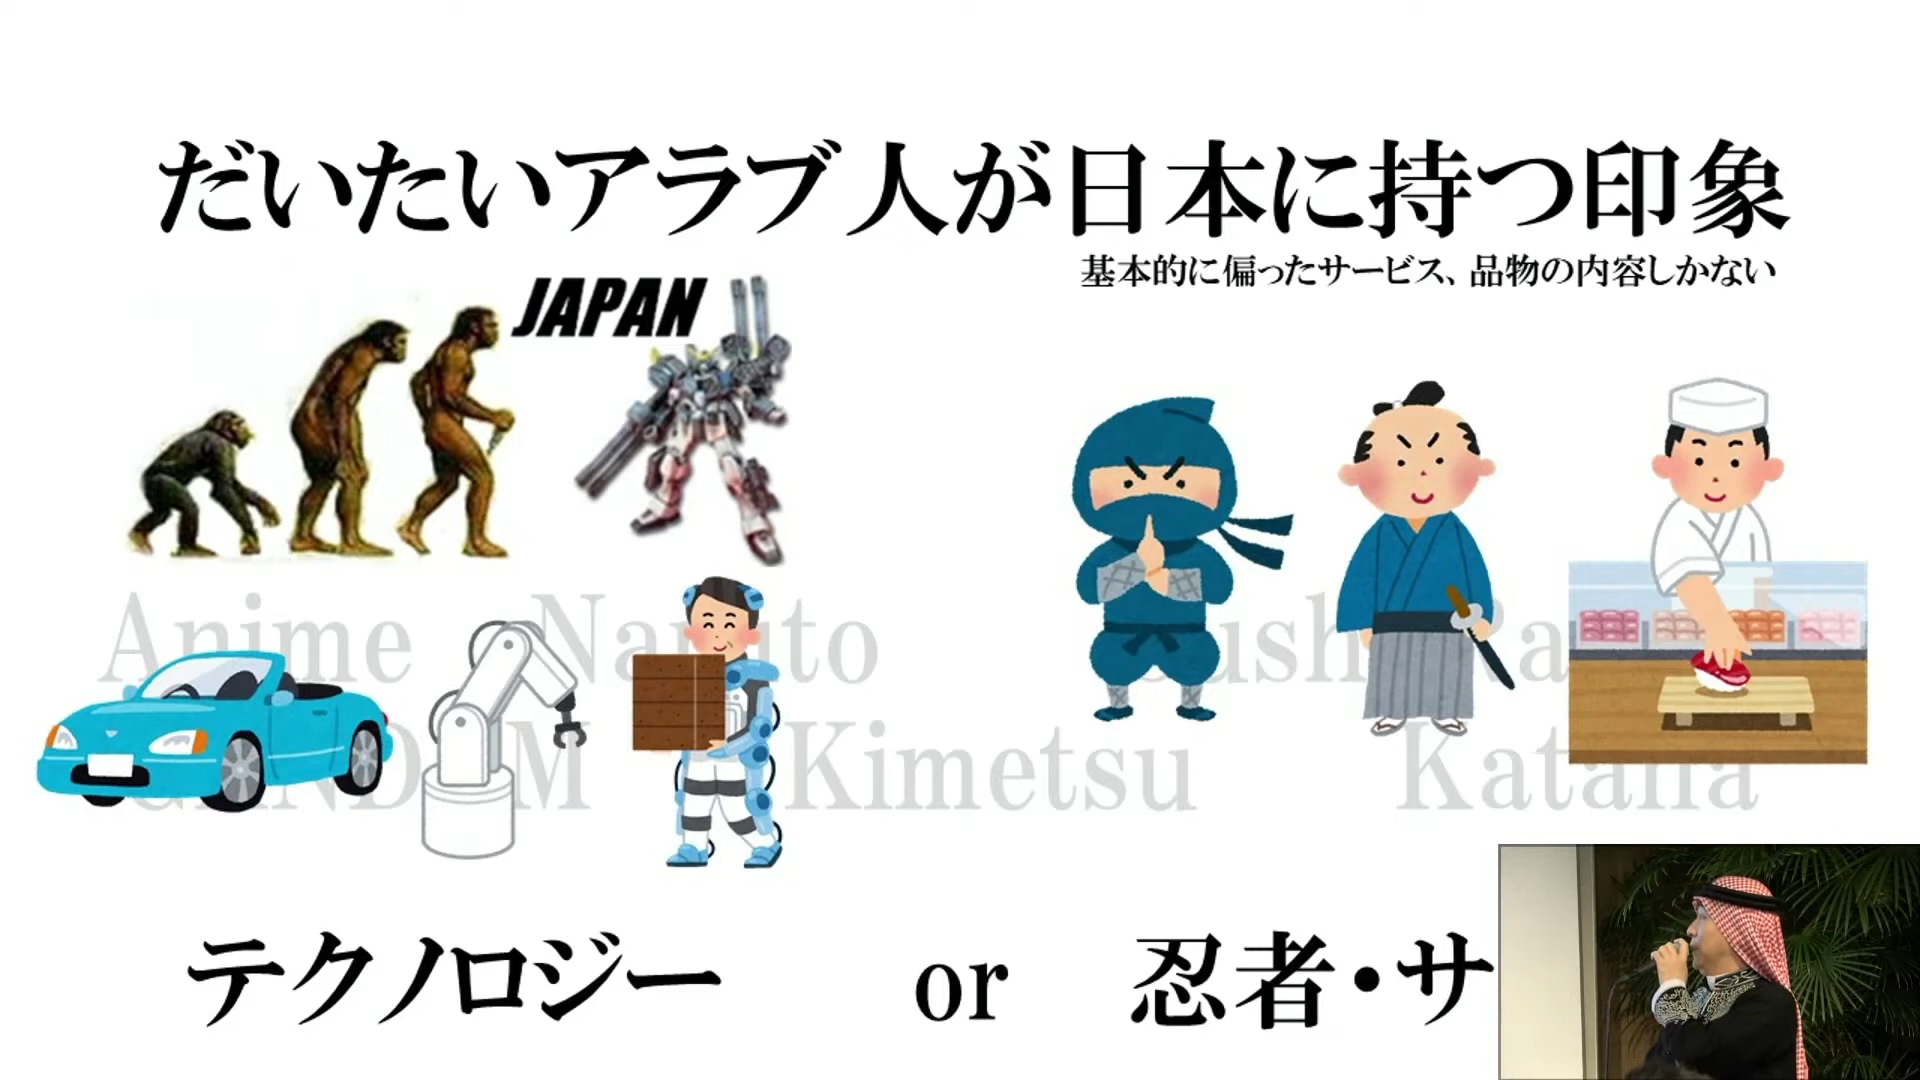 だいたいアラブ人が日本に持つ印象
基本的に偏ったサービス、品物の内容しかない
JAPAN
Anime Naruto
Kimetsu Katana
テクノロジー or 忍者・サ